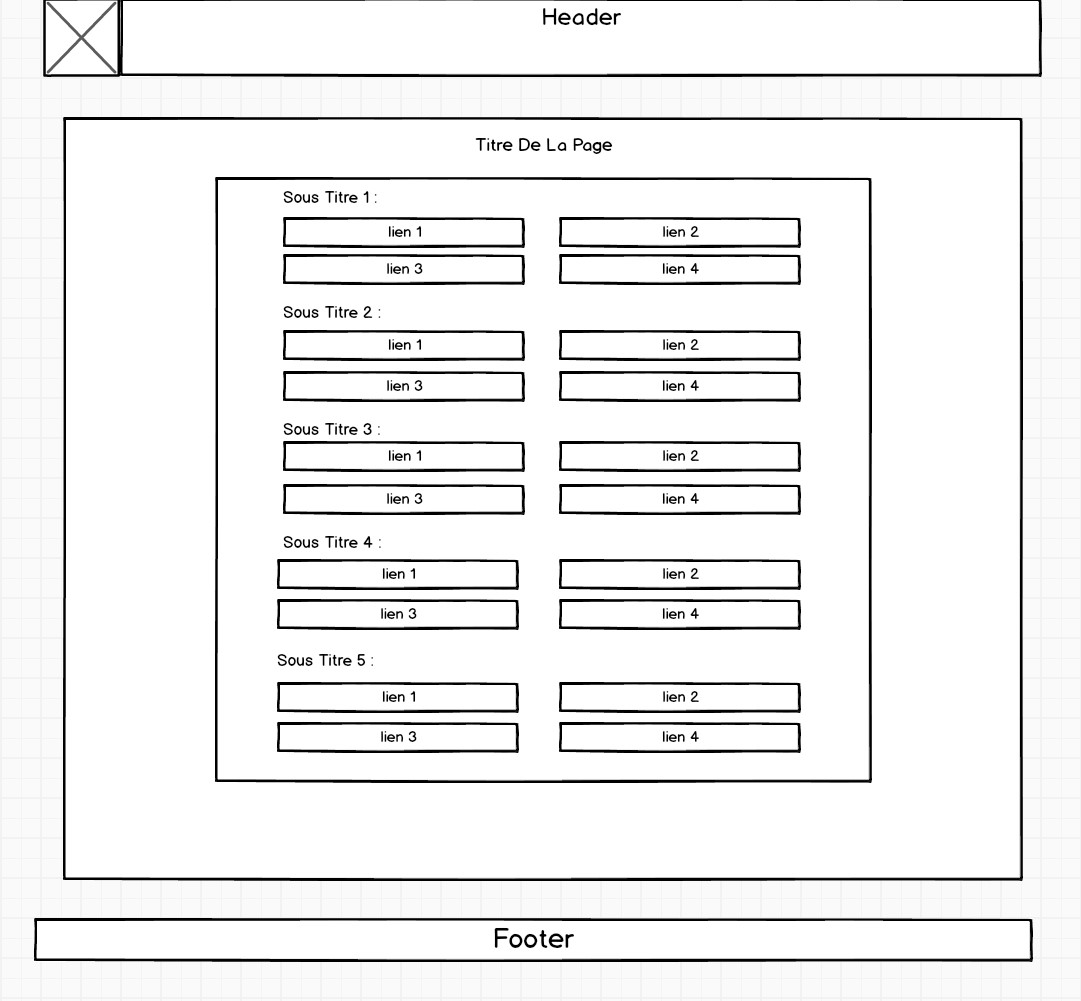 Header
Titre De La Page
Sous Titre 1 :
lien 1 lien 2
lien 3 lien 4
Sous Titre 2 :
lien 1 lien 2
lien 3 lien 4
Sous Titre 3 :
lien 1 lien 2
lien 3 lien 4
Sous Titre 4 :
lien 1 lien 2
lien 3 lien 4
Sous Titre 5 :
lien 1 lien 2
lien 3 lien 4
Footer